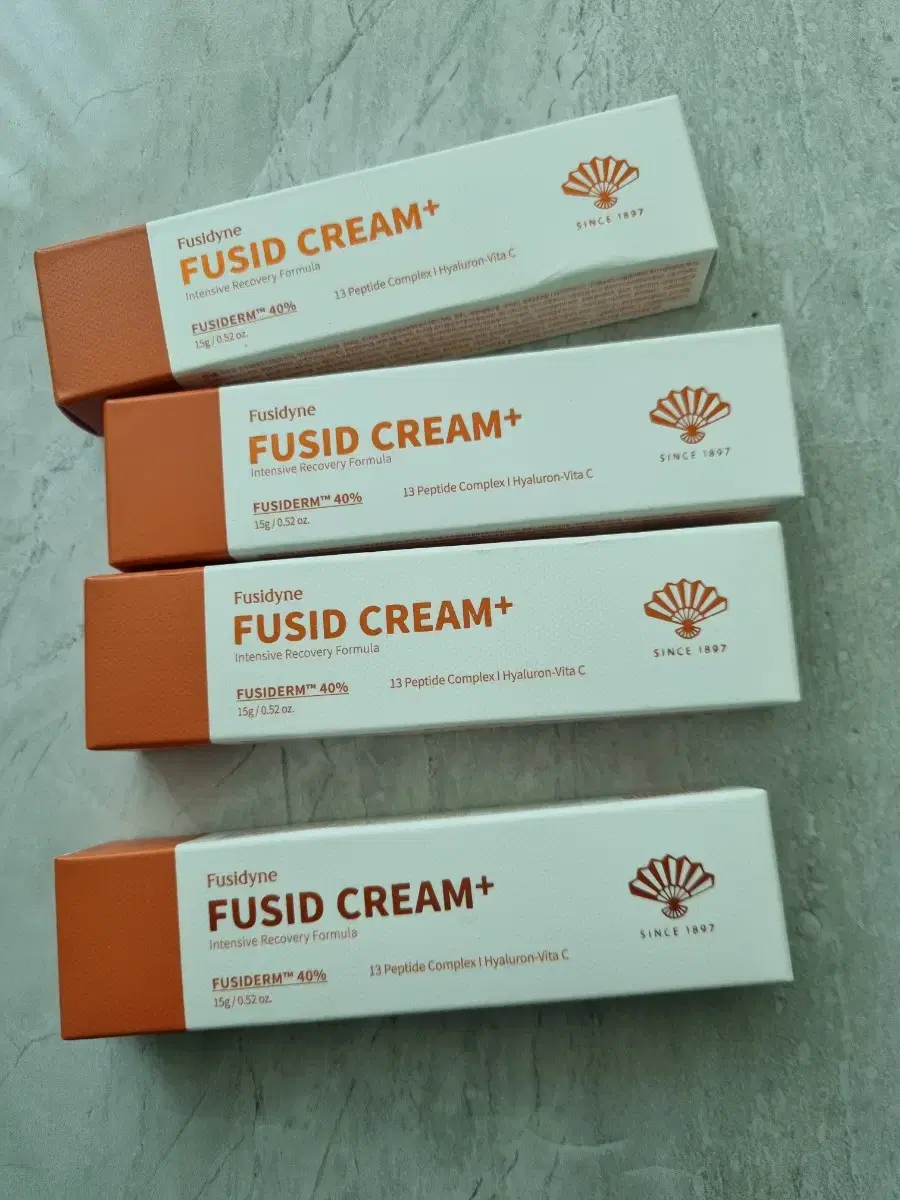 Fusidyne
FUSID CREAM+
Intensive Recovery Formula
FUSIDERM™ 40%
13 Peptide Complex I Hyaluron-Vita C
15g / 0.52 oz.
SINCE 1897
Fusidyne
FUSID CREAM+
Intensive Recovery Formula
FUSIDERM™ 40%
13 Peptide Complex I Hyaluron-Vita C
15g / 0.52 oz.
SINCE 1897
Fusidyne
FUSID CREAM+
Intensive Recovery Formula
FUSIDERM™ 40%
13 Peptide Complex I Hyaluron-Vita C
15g / 0.52 oz.
SINCE 1897
Fusidyne
FUSID CREAM+
Intensive Recovery Formula
FUSIDERM™ 40%
13 Peptide Complex I Hyaluron-Vita C
15g / 0.52 oz.
SINCE 1897